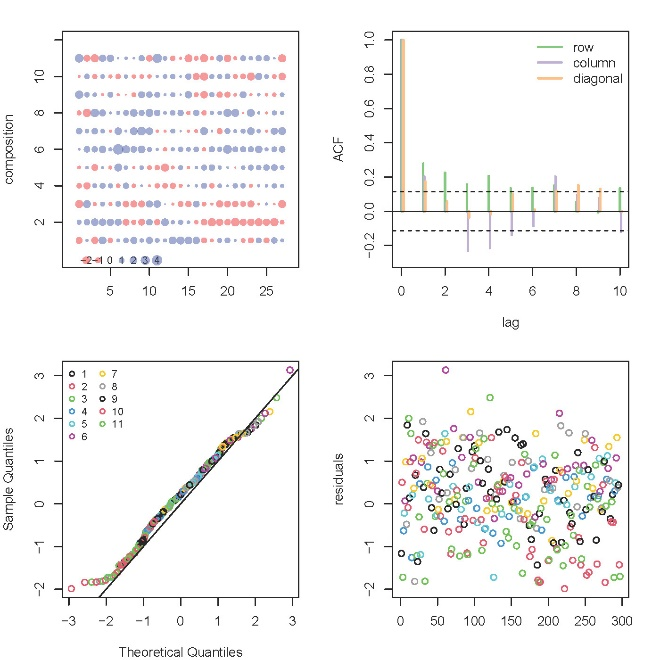 composition
10
8
6
4
2
-2-1 0 1 2 3 4
5 10 15 20 25
ACF
1.0
0.8
0.6
0.4
0.2
0.0
-0.2
row
column
diagonal
0 2 4 6 8 10
lag
Sample Quantiles
3
2
1
0
-1
-2
1 7
2 8
3 9
4 10
5 11
6
-3 -2 -1 0 1 2 3
Theoretical Quantiles
residuals
3
2
1
0
-1
-2
0 50 100 150 200 250 300